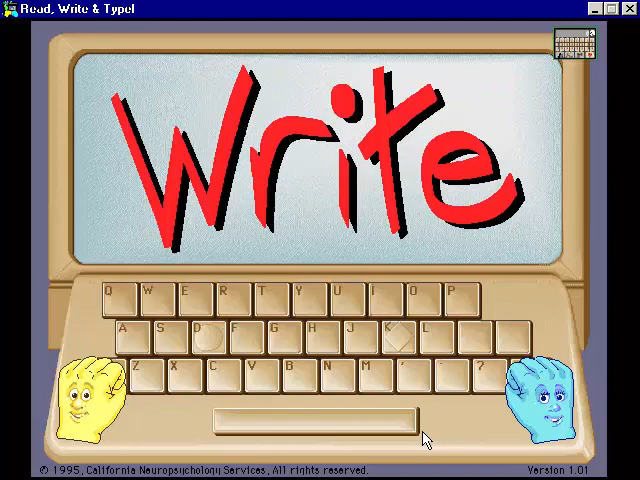 Read, Write & Type!
Write
Q W E R T Y U I O P
A S D F G H J K L
Z X C V B N M ' - ?
© 1995, California Neuropsychology Services, All rights reserved.
Version 1.01